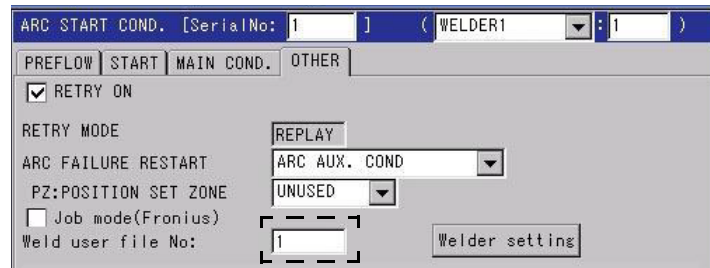 ARC START COND. [SerialNo: 1 ] ( WELDER1 : 1 )
PREFLOW START MAIN COND. OTHER
RETRY ON
RETRY MODE REPLAY
ARC FAILURE RESTART ARC AUX. COND
PZ:POSITION SET ZONE UNUSED
Job mode(Fronius)
Weld user file No: 1 Welder setting